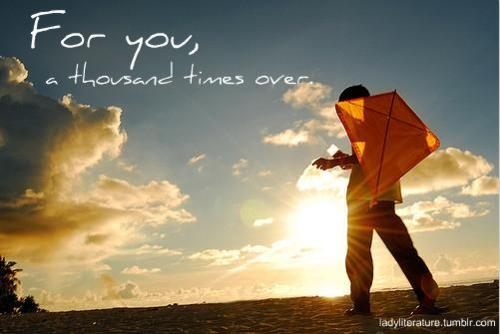 For you,
a thousand times over.
ladyliterature.tumblr.com